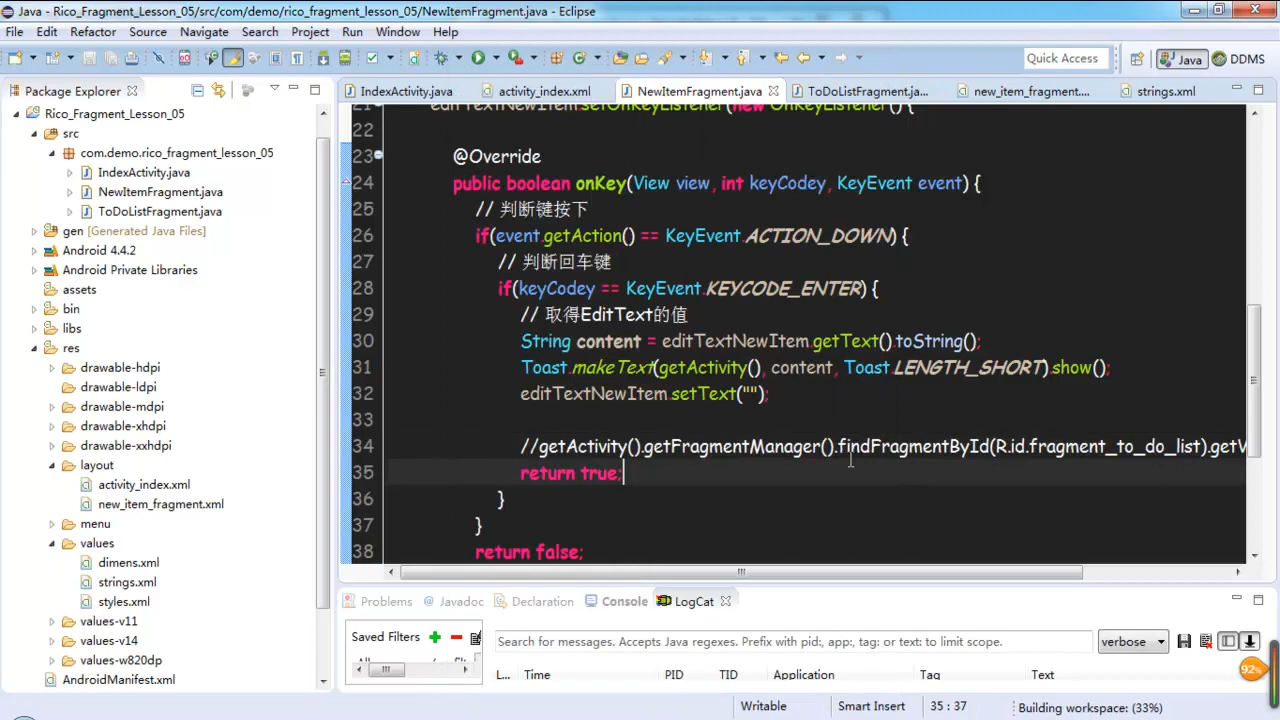 Java - Rico_Fragment_Lesson_05/src/com/demo/rico_fragment_lesson_05/NewItemFragment.java - Eclipse
File Edit Refactor Source Navigate Search Project Run Window Help
Quick Access Java DDMS
Package Explorer
Rico_Fragment_Lesson_05
src
com.demo.rico_fragment_lesson_05
IndexActivity.java
NewItemFragment.java
ToDoListFragment.java
gen [Generated Java Files]
Android 4.4.2
Android Private Libraries
assets
bin
libs
res
drawable-hdpi
drawable-ldpi
drawable-mdpi
drawable-xhdpi
drawable-xxhdpi
layout
activity_index.xml
new_item_fragment.xml
menu
values
dimens.xml
strings.xml
styles.xml
values-v11
values-v14
values-w820dp
AndroidManifest.xml
IndexActivity.java activity_index.xml NewItemFragment.java ToDoListFragment.ja... new_item_fragment.... strings.xml
21 editTextNewItem.setOnKeyListener(new OnKeyListener() {
22
23 @Override
24 public boolean onKey(View view, int keyCodey, KeyEvent event) {
25 // 判断键按下
26 if(event.getAction() == KeyEvent.ACTION_DOWN) {
27 // 判断回车键
28 if(keyCodey == KeyEvent.KEYCODE_ENTER) {
29 // 取得EditText的值
30 String content = editTextNewItem.getText().toString();
31 Toast.makeText(getActivity(), content, Toast.LENGTH_SHORT).show();
32 editTextNewItem.setText("");
33
34 //getActivity().getFragmentManager().findFragmentById(R.id.fragment_to_do_list).getV
35 return true;
36 }
37 }
38 return false;
Problems Javadoc Declaration Console LogCat
Saved Filters
Search for messages. Accepts Java regexes. Prefix with pid:, app:, tag: or text: to limit scope. verbose
L... Time PID TID Application Tag Text
92%
Writable Smart Insert 35 : 37 Building workspace: (33%)